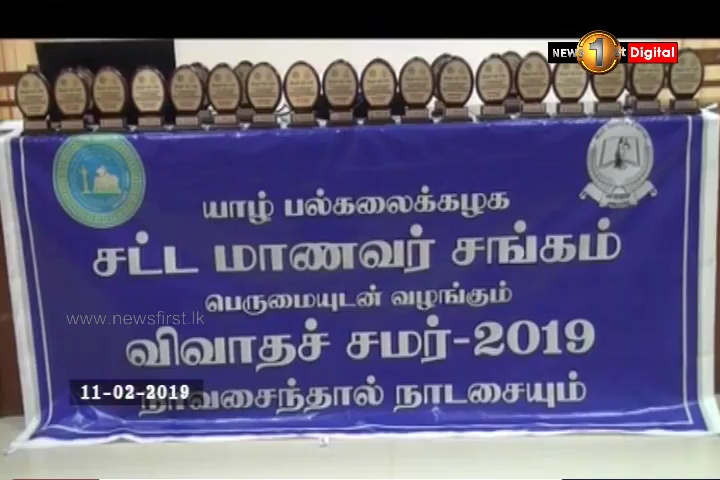 NEWS 1st Digital
யாழ் பல்கலைக்கழக
சட்ட மாணவர் சங்கம்
பெருமையுடன் வழங்கும்
www.newsfirst.lk
விவாதச் சமர்-2019
11-02-2019
நாவசைந்தால் நாடசையும்